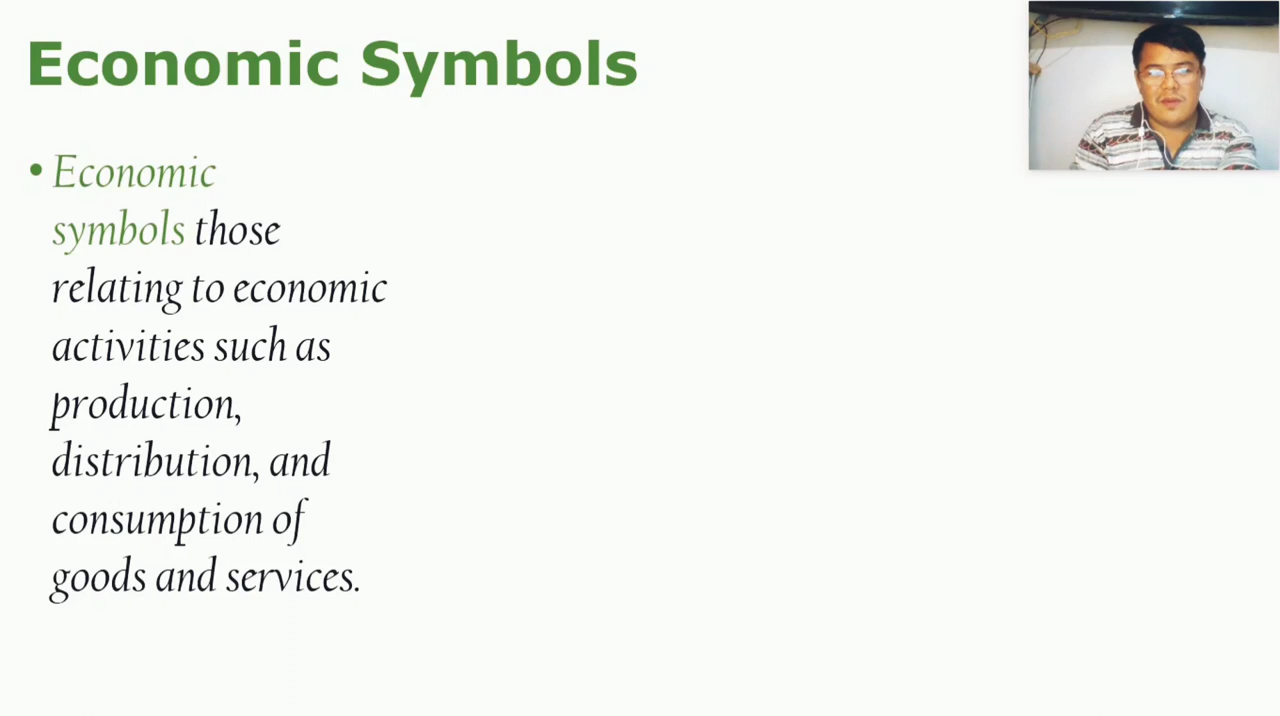 Economic Symbols
• Economic
symbols those
relating to economic
activities such as
production,
distribution, and
consumption of
goods and services.